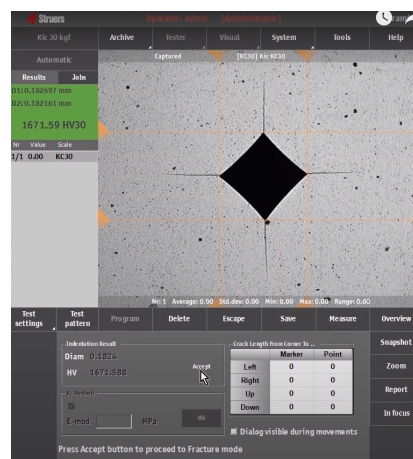 Struers
Operator: admin [Administrator]
Klc 30 kgf
Archive
Tester
Visual
System
Tools
Help
Automatic
Captured
[KC30] Kic KC30
Results
Jobs
D1:0.182697 mm
D2:0.182161 mm
1671.59 HV30
Nr Value Scale
1/1 0.00 KC30
Nr: 1 Average: 0.00 Std.dev: 0.00 Min: 0.00 Max: 0.00 Range: 0.00
Test settings
Test pattern
Program
Delete
Escape
Save
Measure
Overview
Indentation Result
Diam 0.1824
HV 1671.588
Accept
Kc Method
E-mod
MPa
Ok
Crack Length From Corner To ..
Marker Point
Left 0 0
Right 0 0
Up 0 0
Down 0 0
Dialog visible during movements
Snapshot
Zoom
Report
In focus
Press Accept button to proceed to Fracture mode